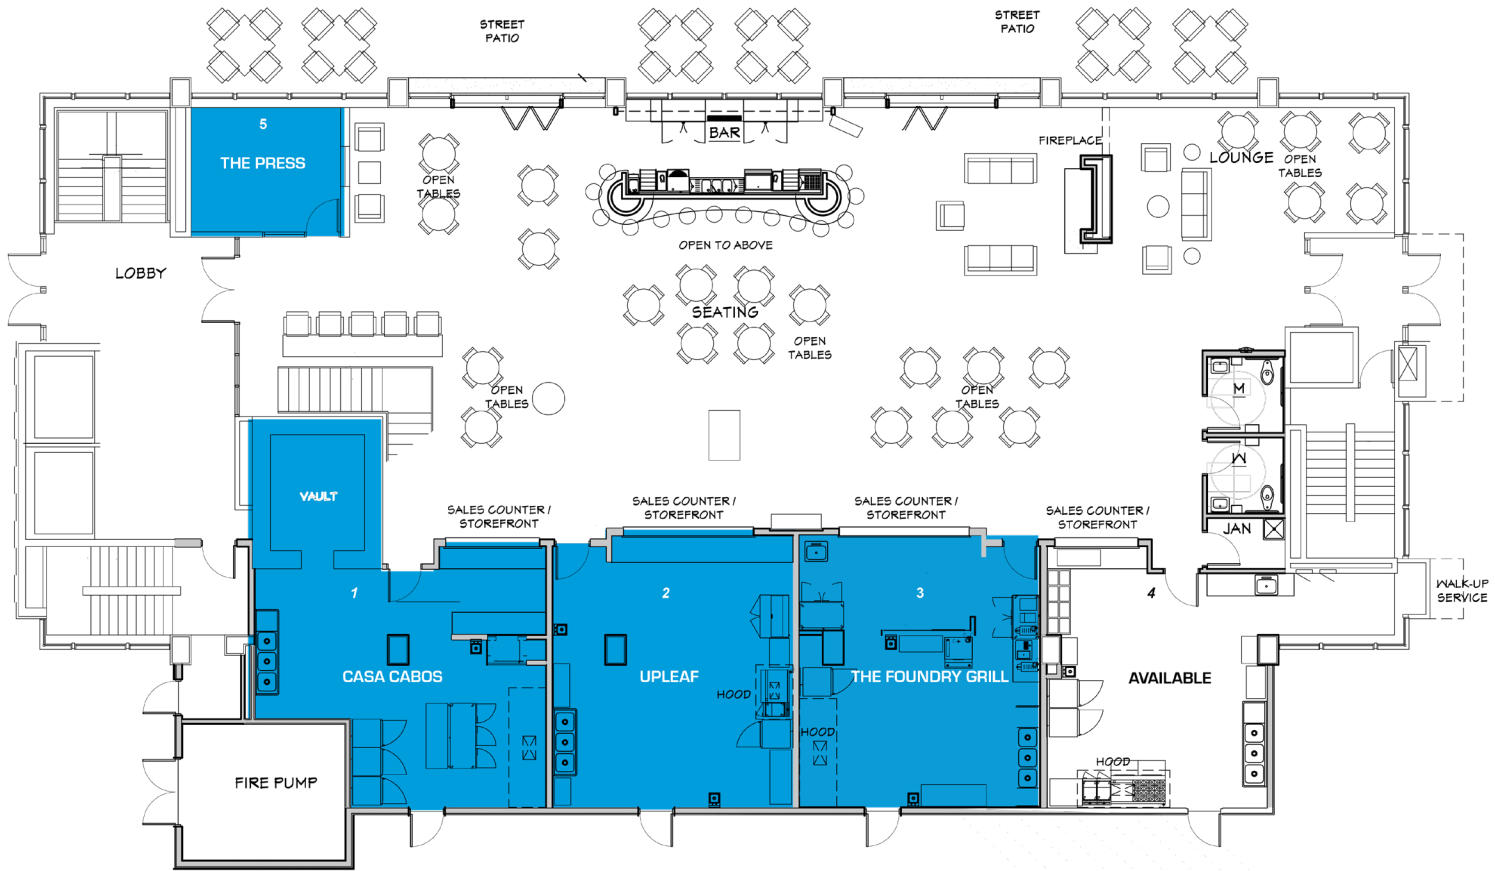 STREET
PATIO
STREET
PATIO
5
THE PRESS
BAR
FIREPLACE
LOUNGE
OPEN
TABLES
OPEN
TABLES
OPEN TO ABOVE
LOBBY
SEATING
OPEN
TABLES
OPEN
TABLES
OPEN
TABLES
M
W
VAULT
SALES COUNTER /
STOREFRONT
SALES COUNTER /
STOREFRONT
SALES COUNTER /
STOREFRONT
SALES COUNTER /
STOREFRONT
JAN
WALK-UP
SERVICE
1
2
3
4
CASA CABOS
UPLEAF
THE FOUNDRY GRILL
AVAILABLE
HOOD
HOOD
HOOD
FIRE PUMP